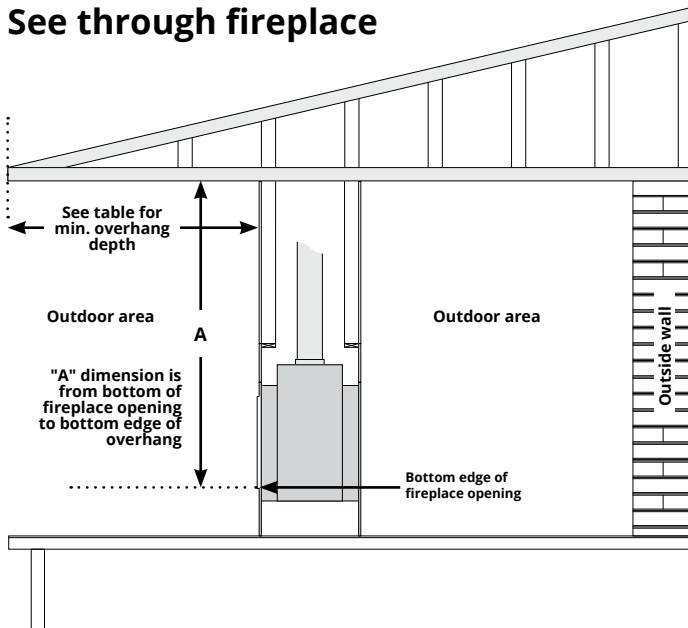 See through fireplace
See table for
min. overhang
depth
Outdoor area
A
Outdoor area
Outside wall
"A" dimension is
from bottom of
fireplace opening
to bottom edge of
overhang
Bottom edge of
fireplace opening